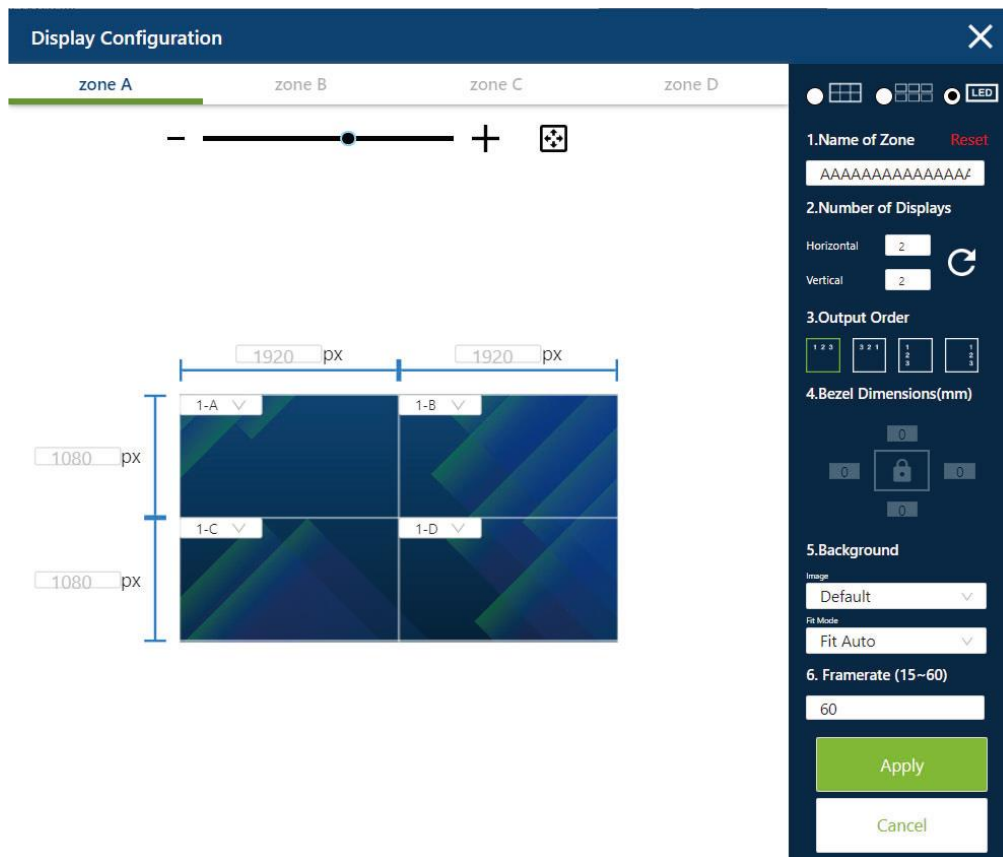 Display Configuration
zone A zone B zone C zone D
LED
1.Name of Zone Reset
AAAAAAAAAAAAAAA
2.Number of Displays
Horizontal 2
Vertical 2
3.Output Order
1 2 3 3 2 1 1 2 3 1 2 3
4.Bezel Dimensions(mm)
0
0 0
0
5.Background
Image
Default
Fit Mode
Fit Auto
6. Framerate (15~60)
60
Apply
Cancel
1920 px 1920 px
1080 px
1-A 1-B
1080 px
1-C 1-D